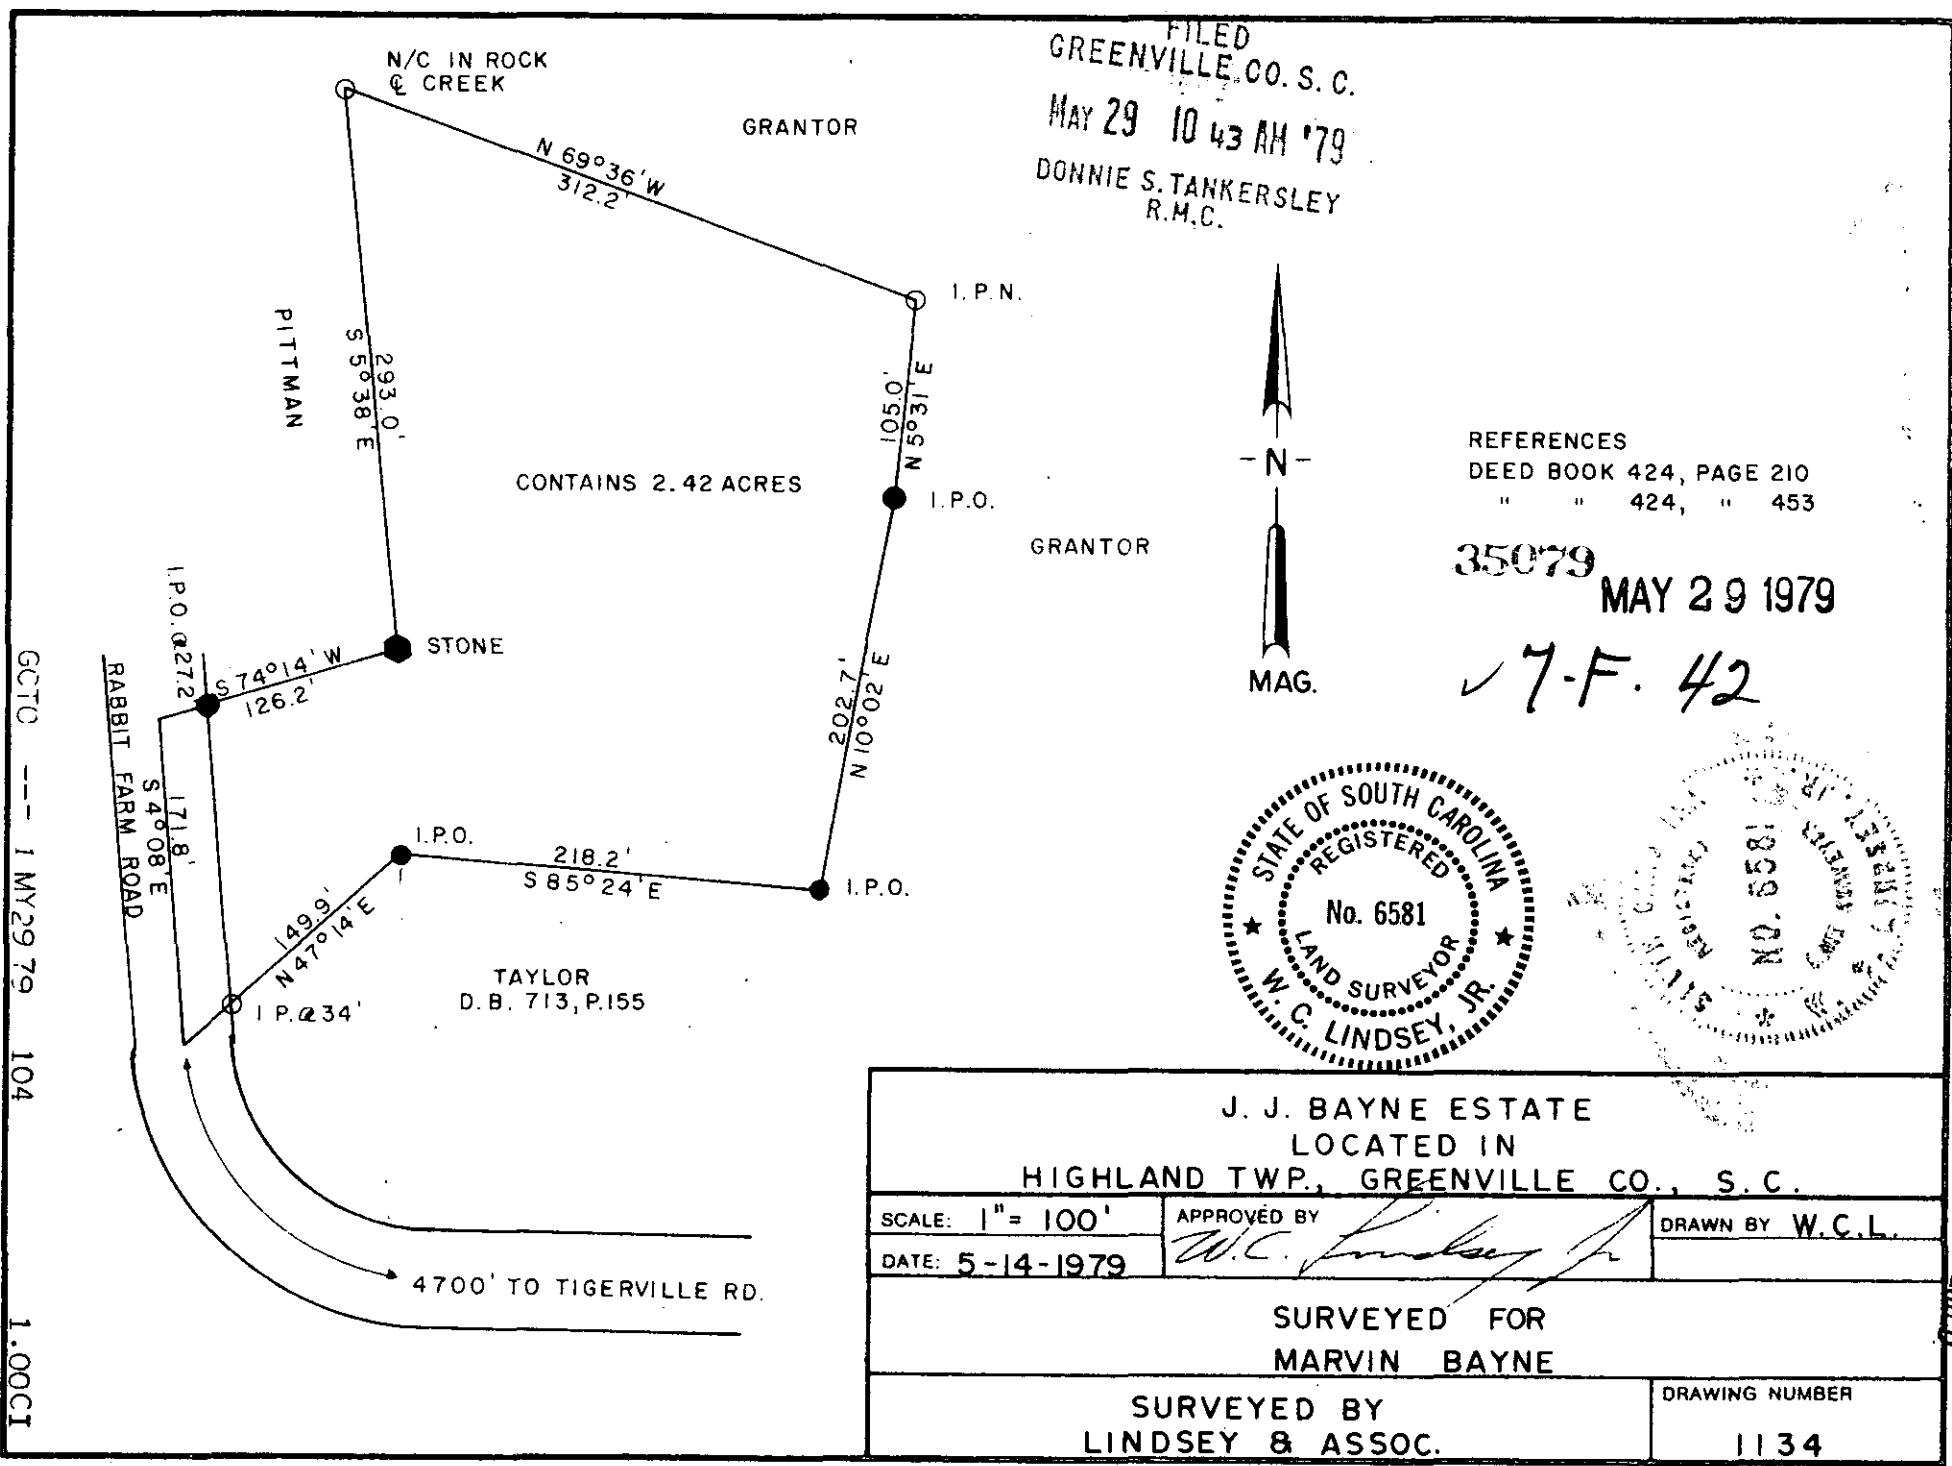 N/C IN ROCK
℄ CREEK
FILED
GREENVILLE CO. S. C.
MAY 29 10 43 AM '79
DONNIE S. TANKERSLEY
R.M.C.
GRANTOR
N 69°36'W
312.2'
I.P.N.
PITTMAN
293.0'
S 5°38'E
105.0'
N 5°31'E
CONTAINS 2.42 ACRES
I.P.O.
GRANTOR
- N -
MAG.
REFERENCES
DEED BOOK 424, PAGE 210
" " 424, " 453
35079
MAY 29 1979
✓ 7-F. 42
I.P.O. @ 27.2'
STONE
S 74°14' W
126.2'
202.7'
N 10°02'E
RABBIT FARM ROAD
171.8'
S 4°08'E
I.P.O.
218.2'
S 85°24'E
I.P.O.
149.9'
N 47°14'E
I P. @ 34'
TAYLOR
D.B. 713, P.155
4700' TO TIGERVILLE RD.
STATE OF SOUTH CAROLINA
REGISTERED
No. 6581
LAND SURVEYOR
W. C. LINDSEY, JR.
NO. 6581
J. J. BAYNE ESTATE
LOCATED IN
HIGHLAND TWP., GREENVILLE CO., S. C.
SCALE: 1" = 100'
APPROVED BY
W.C. Lindsey Jr
DRAWN BY W.C.L.
DATE: 5-14-1979
SURVEYED FOR
MARVIN BAYNE
SURVEYED BY
LINDSEY & ASSOC.
DRAWING NUMBER
1134
GCTO --- 1 MY29 79 104 1.00CI